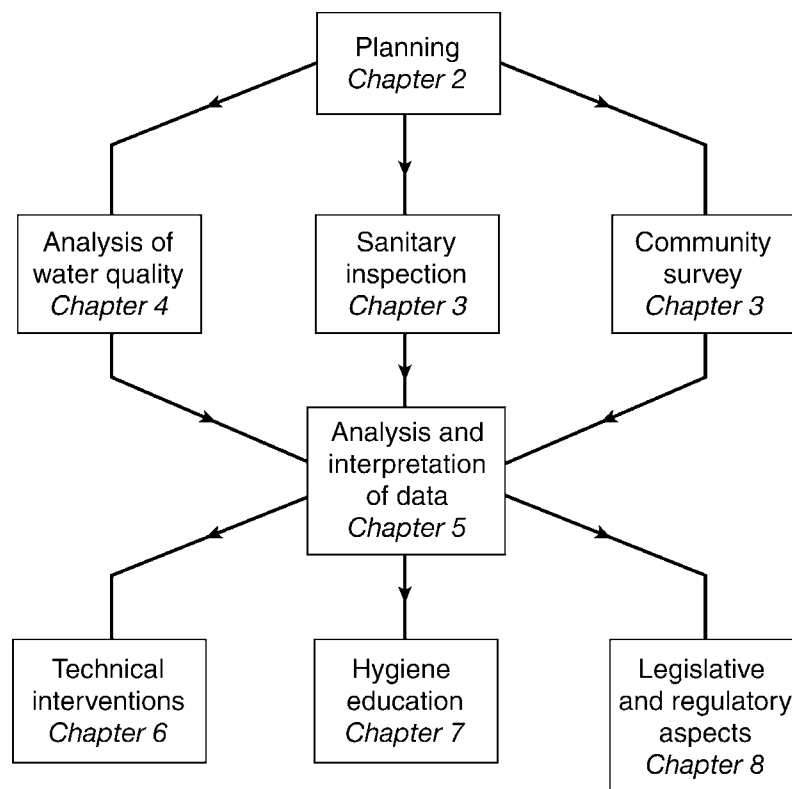 Planning
Chapter 2
Analysis of
water quality
Chapter 4
Sanitary
inspection
Chapter 3
Community
survey
Chapter 3
Analysis and
interpretation
of data
Chapter 5
Technical
interventions
Chapter 6
Hygiene
education
Chapter 7
Legislative
and regulatory
aspects
Chapter 8